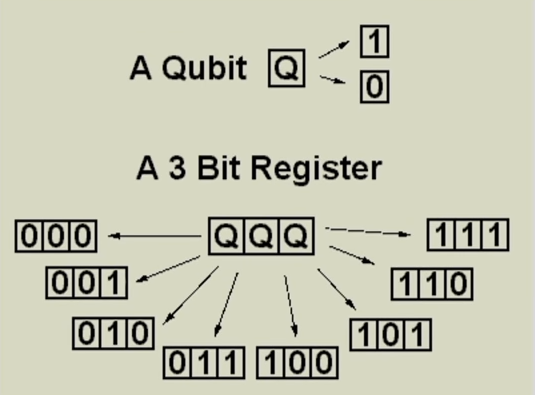 A Qubit Q 1
0
A 3 Bit Register
000 QQQ 111
001 110
010 101
011 100